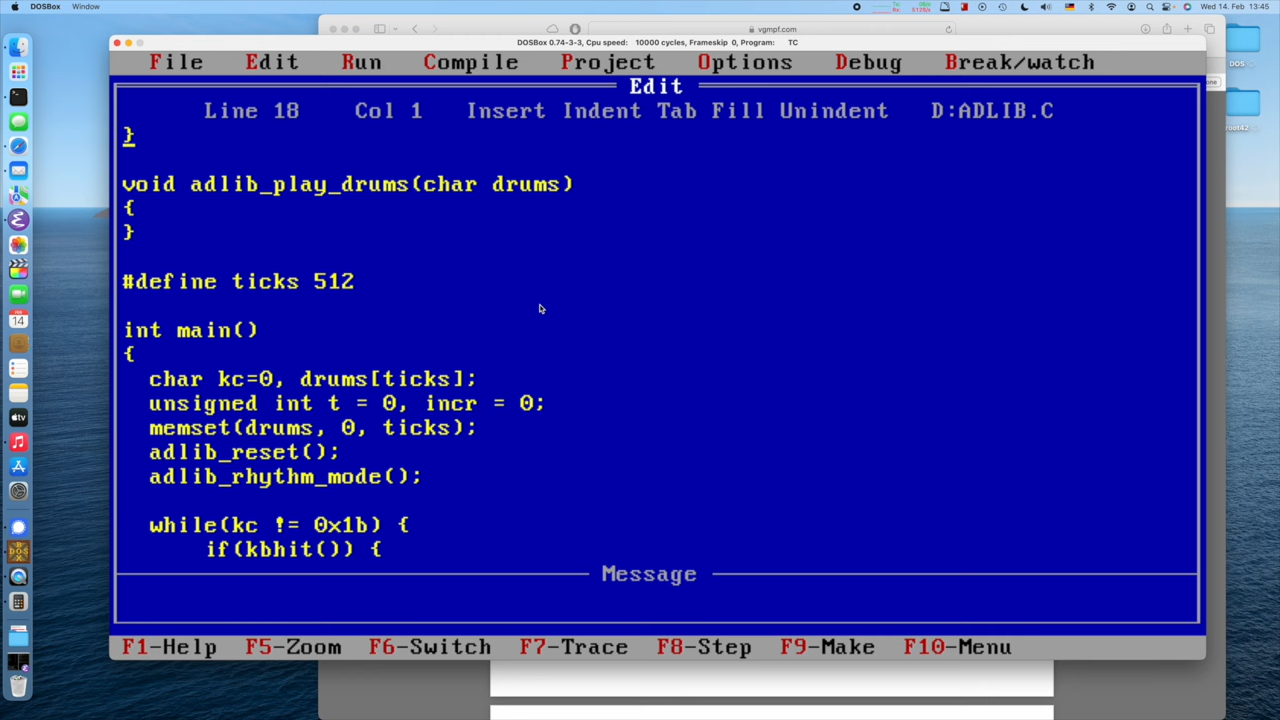 DOSBox Window
Wed 14. Feb 13:45
vgmpf.com
DOSBox 0.74-3-3, Cpu speed: 10000 cycles, Frameskip 0, Program: TC
File Edit Run Compile Project Options Debug Break/watch
Edit
Line 18 Col 1 Insert Indent Tab Fill Unindent D:ADLIB.C
}
void adlib_play_drums(char drums)
{
}
#define ticks 512
int main()
{
char kc=0, drums[ticks];
unsigned int t = 0, incr = 0;
memset(drums, 0, ticks);
adlib_reset();
adlib_rhythm_mode();
while(kc != 0x1b) {
if(kbhit()) {
Message
F1-Help F5-Zoom F6-Switch F7-Trace F8-Step F9-Make F10-Menu
DOS
root42
14
tv